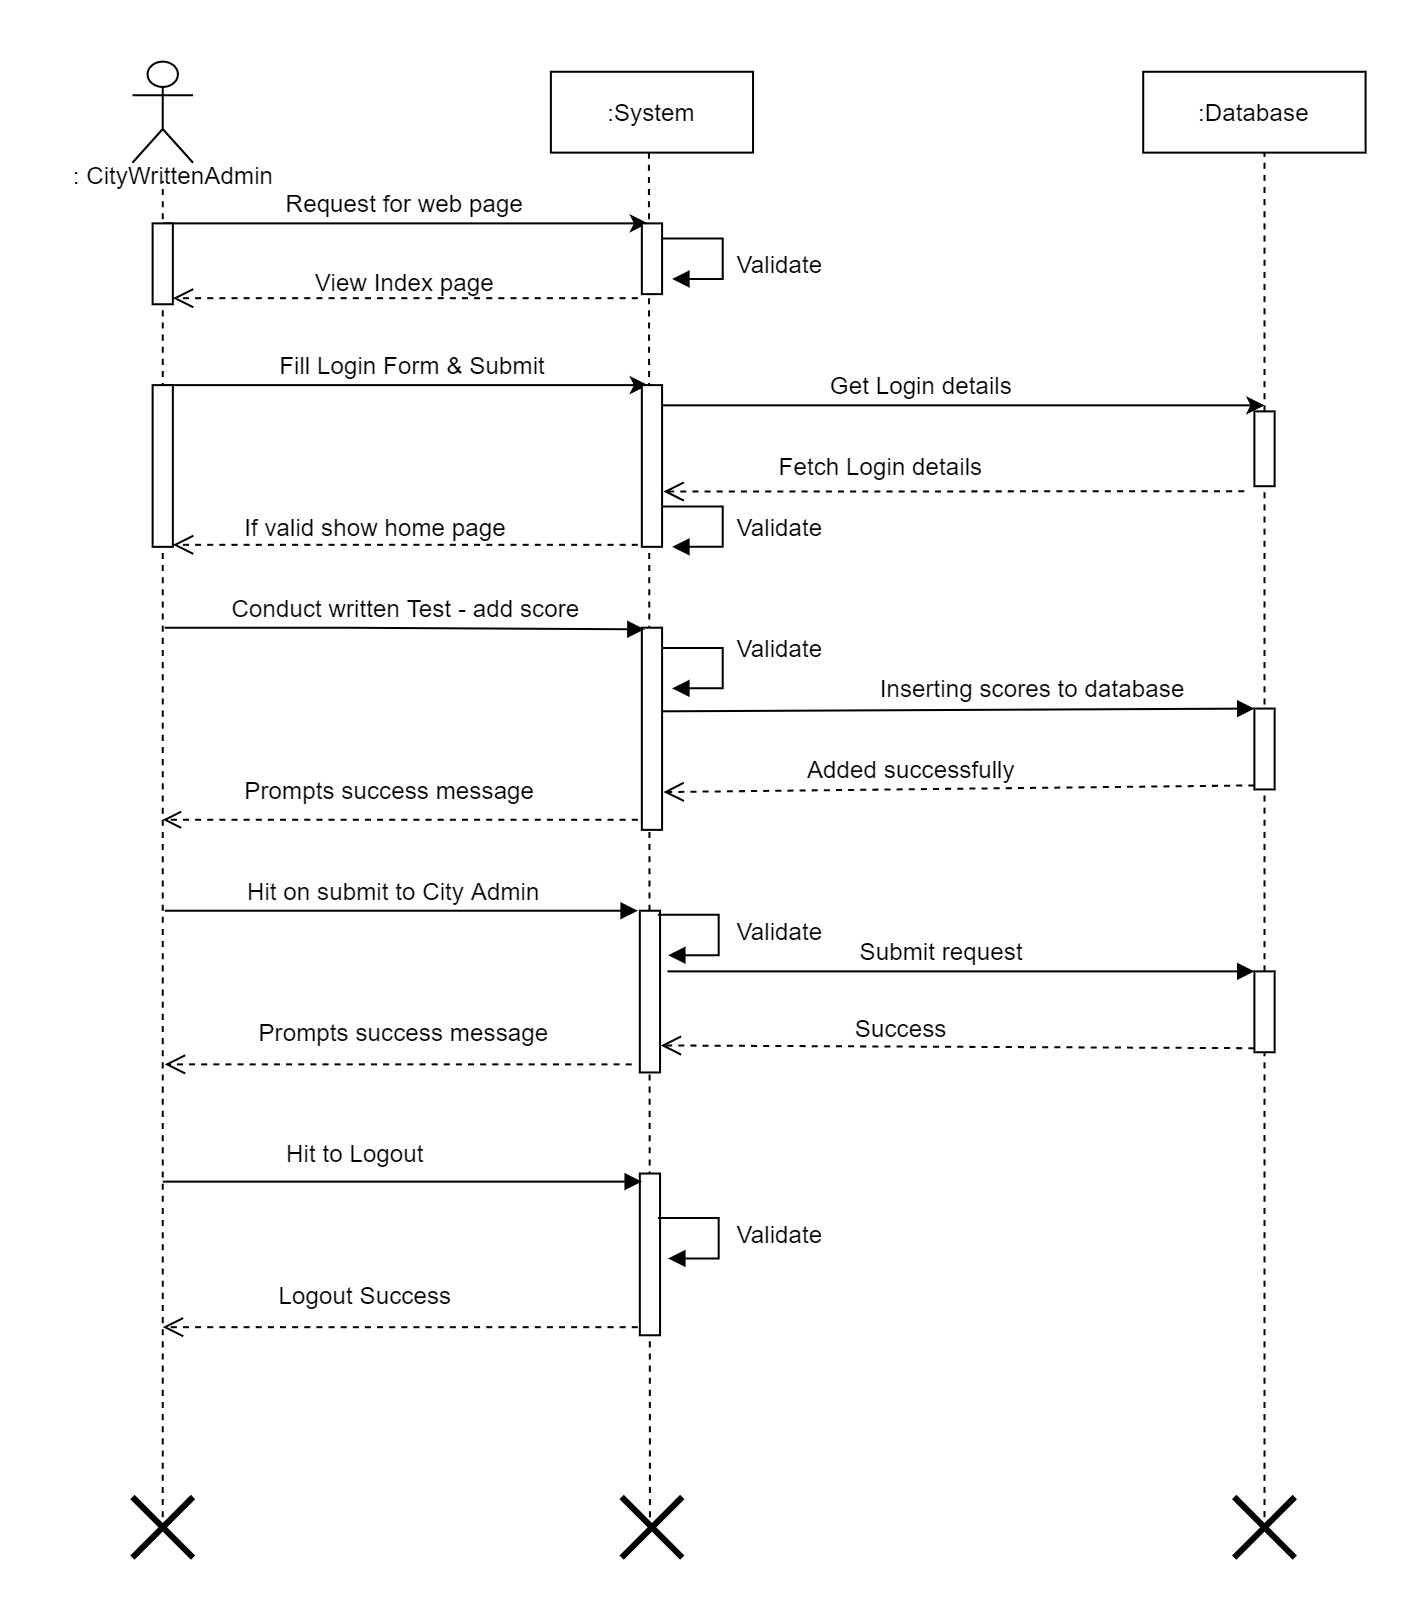 :System
:Database
: CityWrittenAdmin
Request for web page
Validate
View Index page
Fill Login Form & Submit
Get Login details
Fetch Login details
If valid show home page
Validate
Conduct written Test - add score
Validate
Inserting scores to database
Added successfully
Prompts success message
Hit on submit to City Admin
Validate
Submit request
Success
Prompts success message
Hit to Logout
Validate
Logout Success